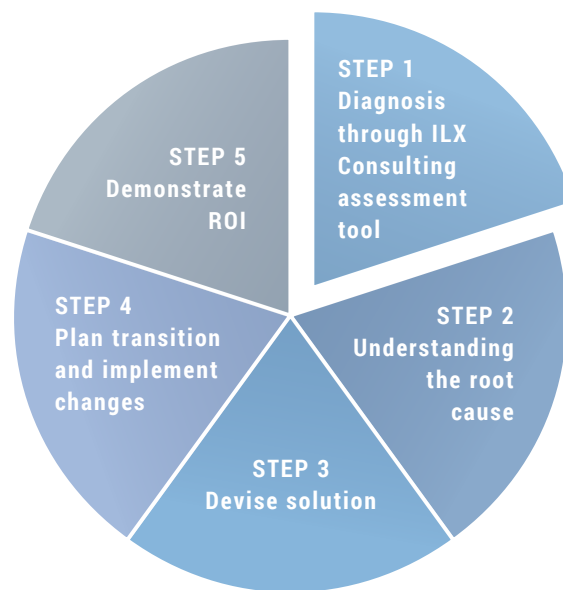 STEP 1
Diagnosis
through ILX
Consulting
assessment
tool
STEP 2
Understanding
the root
cause
STEP 3
Devise solution
STEP 4
Plan transition
and implement
changes
STEP 5
Demonstrate
ROI